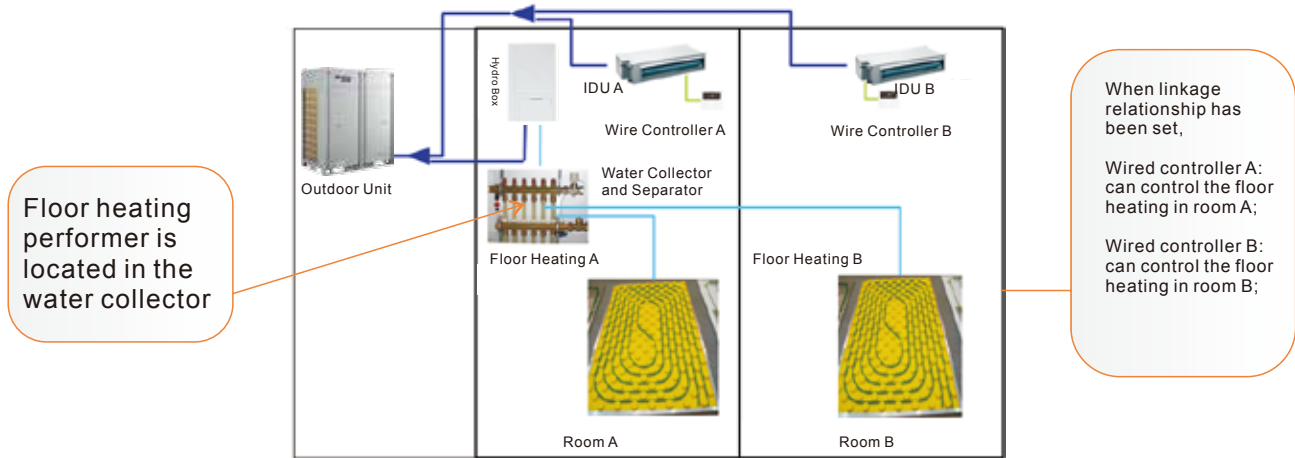 Floor heating
performer is
located in the
water collector
Outdoor Unit
Hydro Box
IDU A
Wire Controller A
Water Collector
and Separator
Floor Heating A
Room A
IDU B
Wire Controller B
Floor Heating B
Room B
When linkage
relationship has
been set,
Wired controller A:
can control the floor
heating in room A;
Wired controller B:
can control the floor
heating in room B;